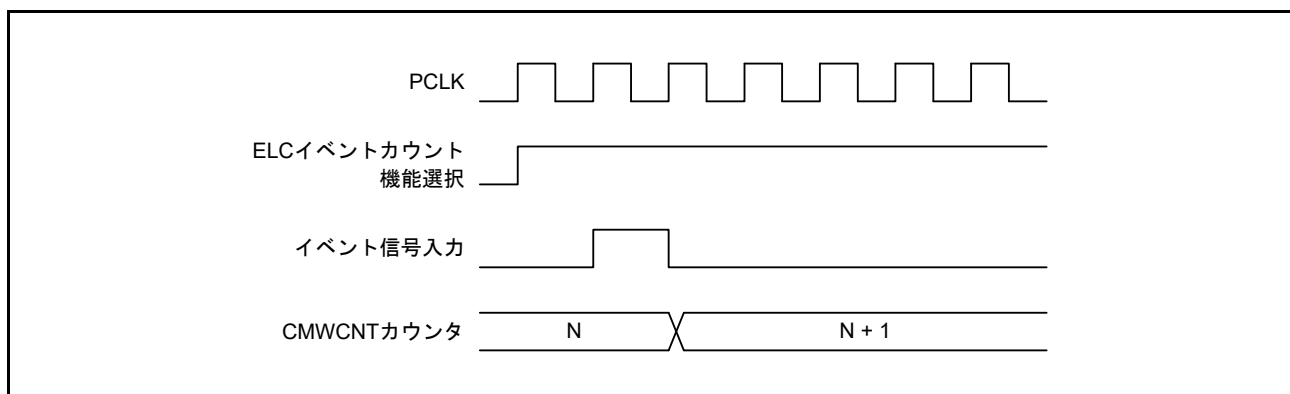 PCLK
ELCイベントカウント
機能選択
イベント信号入力
CMWCNTカウンタ
N
N + 1